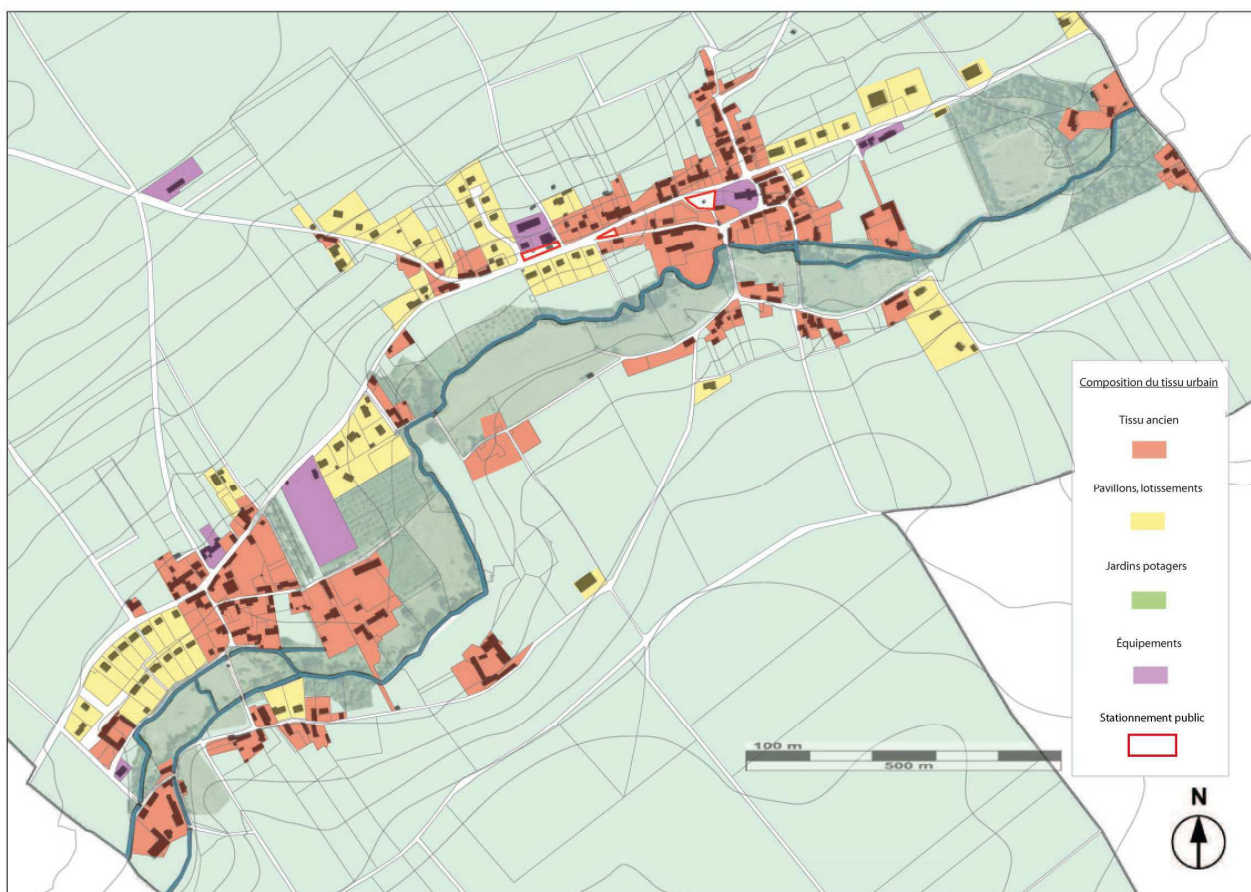 Composition du tissu urbain
Tissu ancien
Pavillons, lotissements
Jardins potagers
Équipements
Stationnement public
100 m
500 m
N